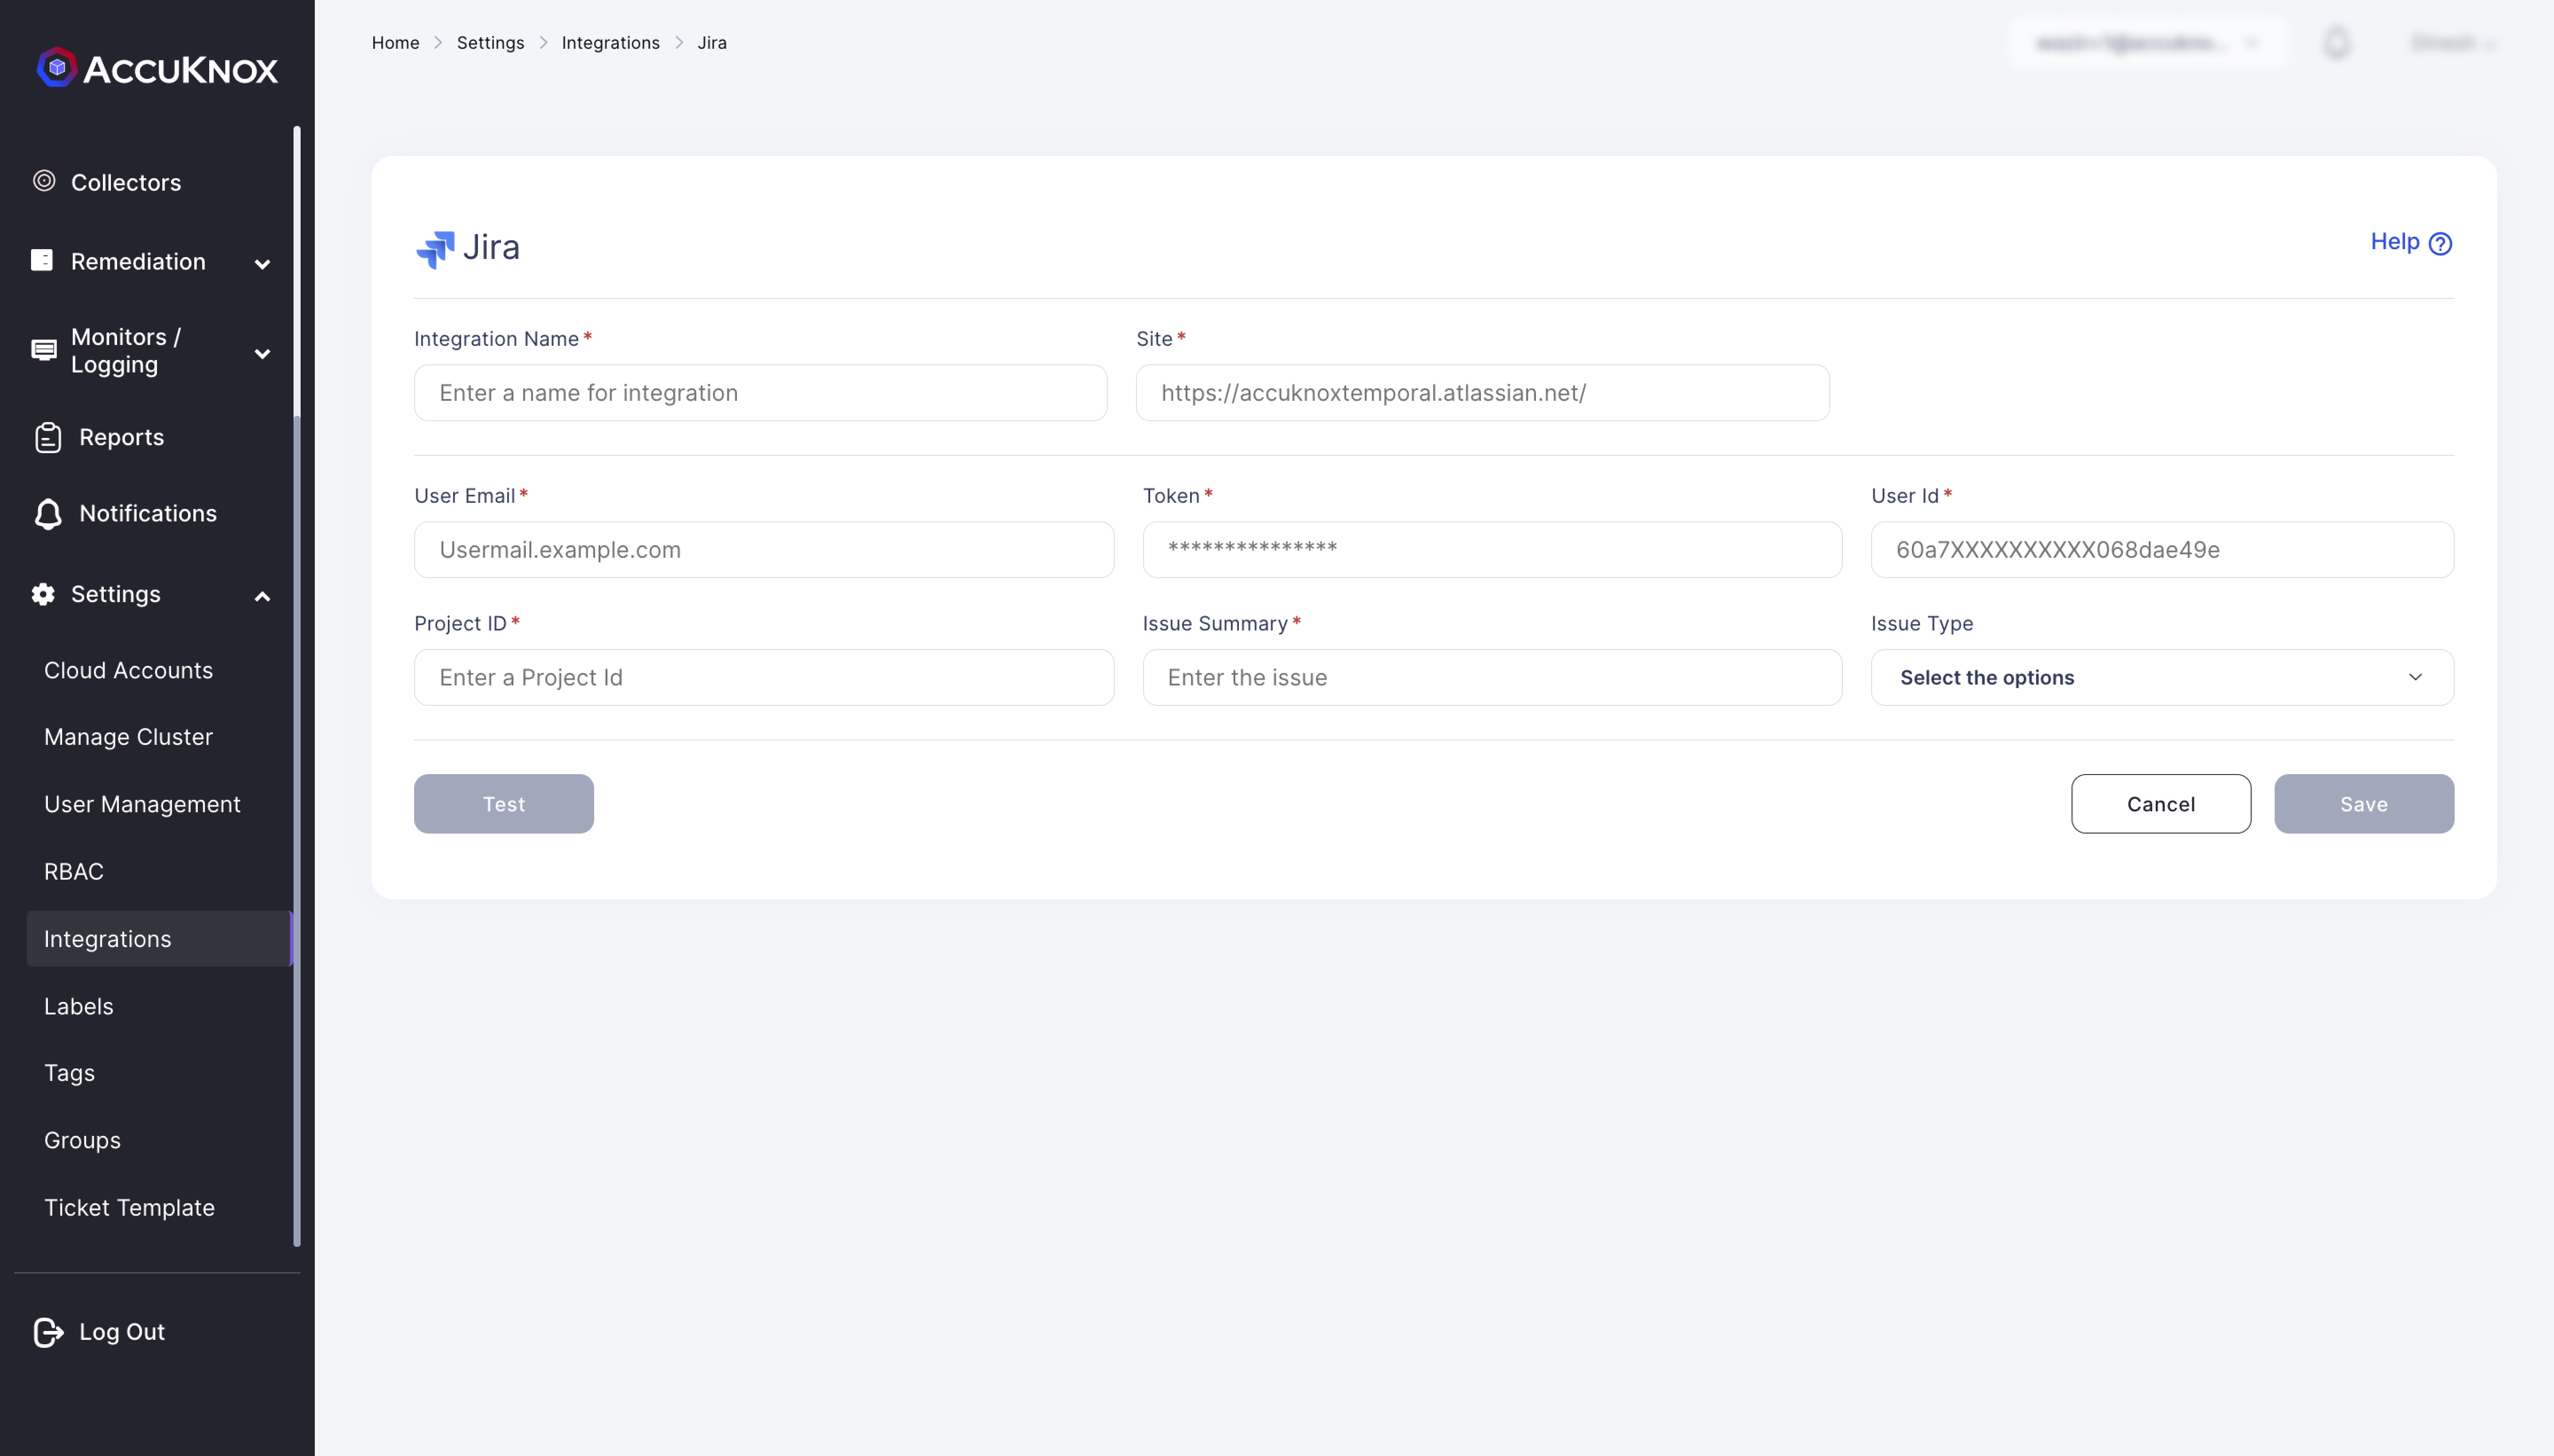 ACCUKNOX
Collectors
Remediation
Monitors /
Logging
Reports
Notifications
Settings
Cloud Accounts
Manage Cluster
User Management
RBAC
Integrations
Labels
Tags
Groups
Ticket Template
Log Out
Home > Settings > Integrations > Jira
Jira
Help
Integration Name* Site*
Enter a name for integration https://accuknoxtemporal.atlassian.net/
User Email* Token* User Id*
Usermail.example.com *************** 60a7XXXXXXXXXX068dae49e
Project ID* Issue Summary* Issue Type
Enter a Project Id Enter the issue Select the options
Test Cancel Save